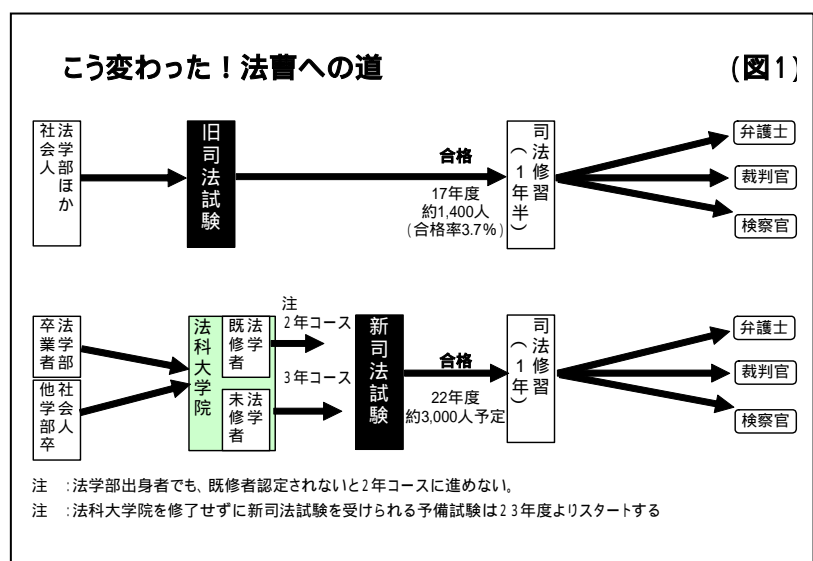 こう変わった！法曹への道
(図1)
法学部ほか
社会人
旧司法試験
合格
17年度
約1,400人
(合格率3.7%)
司法修習
(1年半)
弁護士
裁判官
検察官
法学部
卒業者
社会人
他学部卒
法科大学院
法学
既修者
法学
未修者
注
2年コース
3年コース
新司法試験
合格
22年度
約3,000人予定
司法修習
(1年)
弁護士
裁判官
検察官
注 :法学部出身者でも、既修者認定されないと2年コースに進めない。
注 :法科大学院を修了せずに新司法試験を受けられる予備試験は23年度よりスタートする